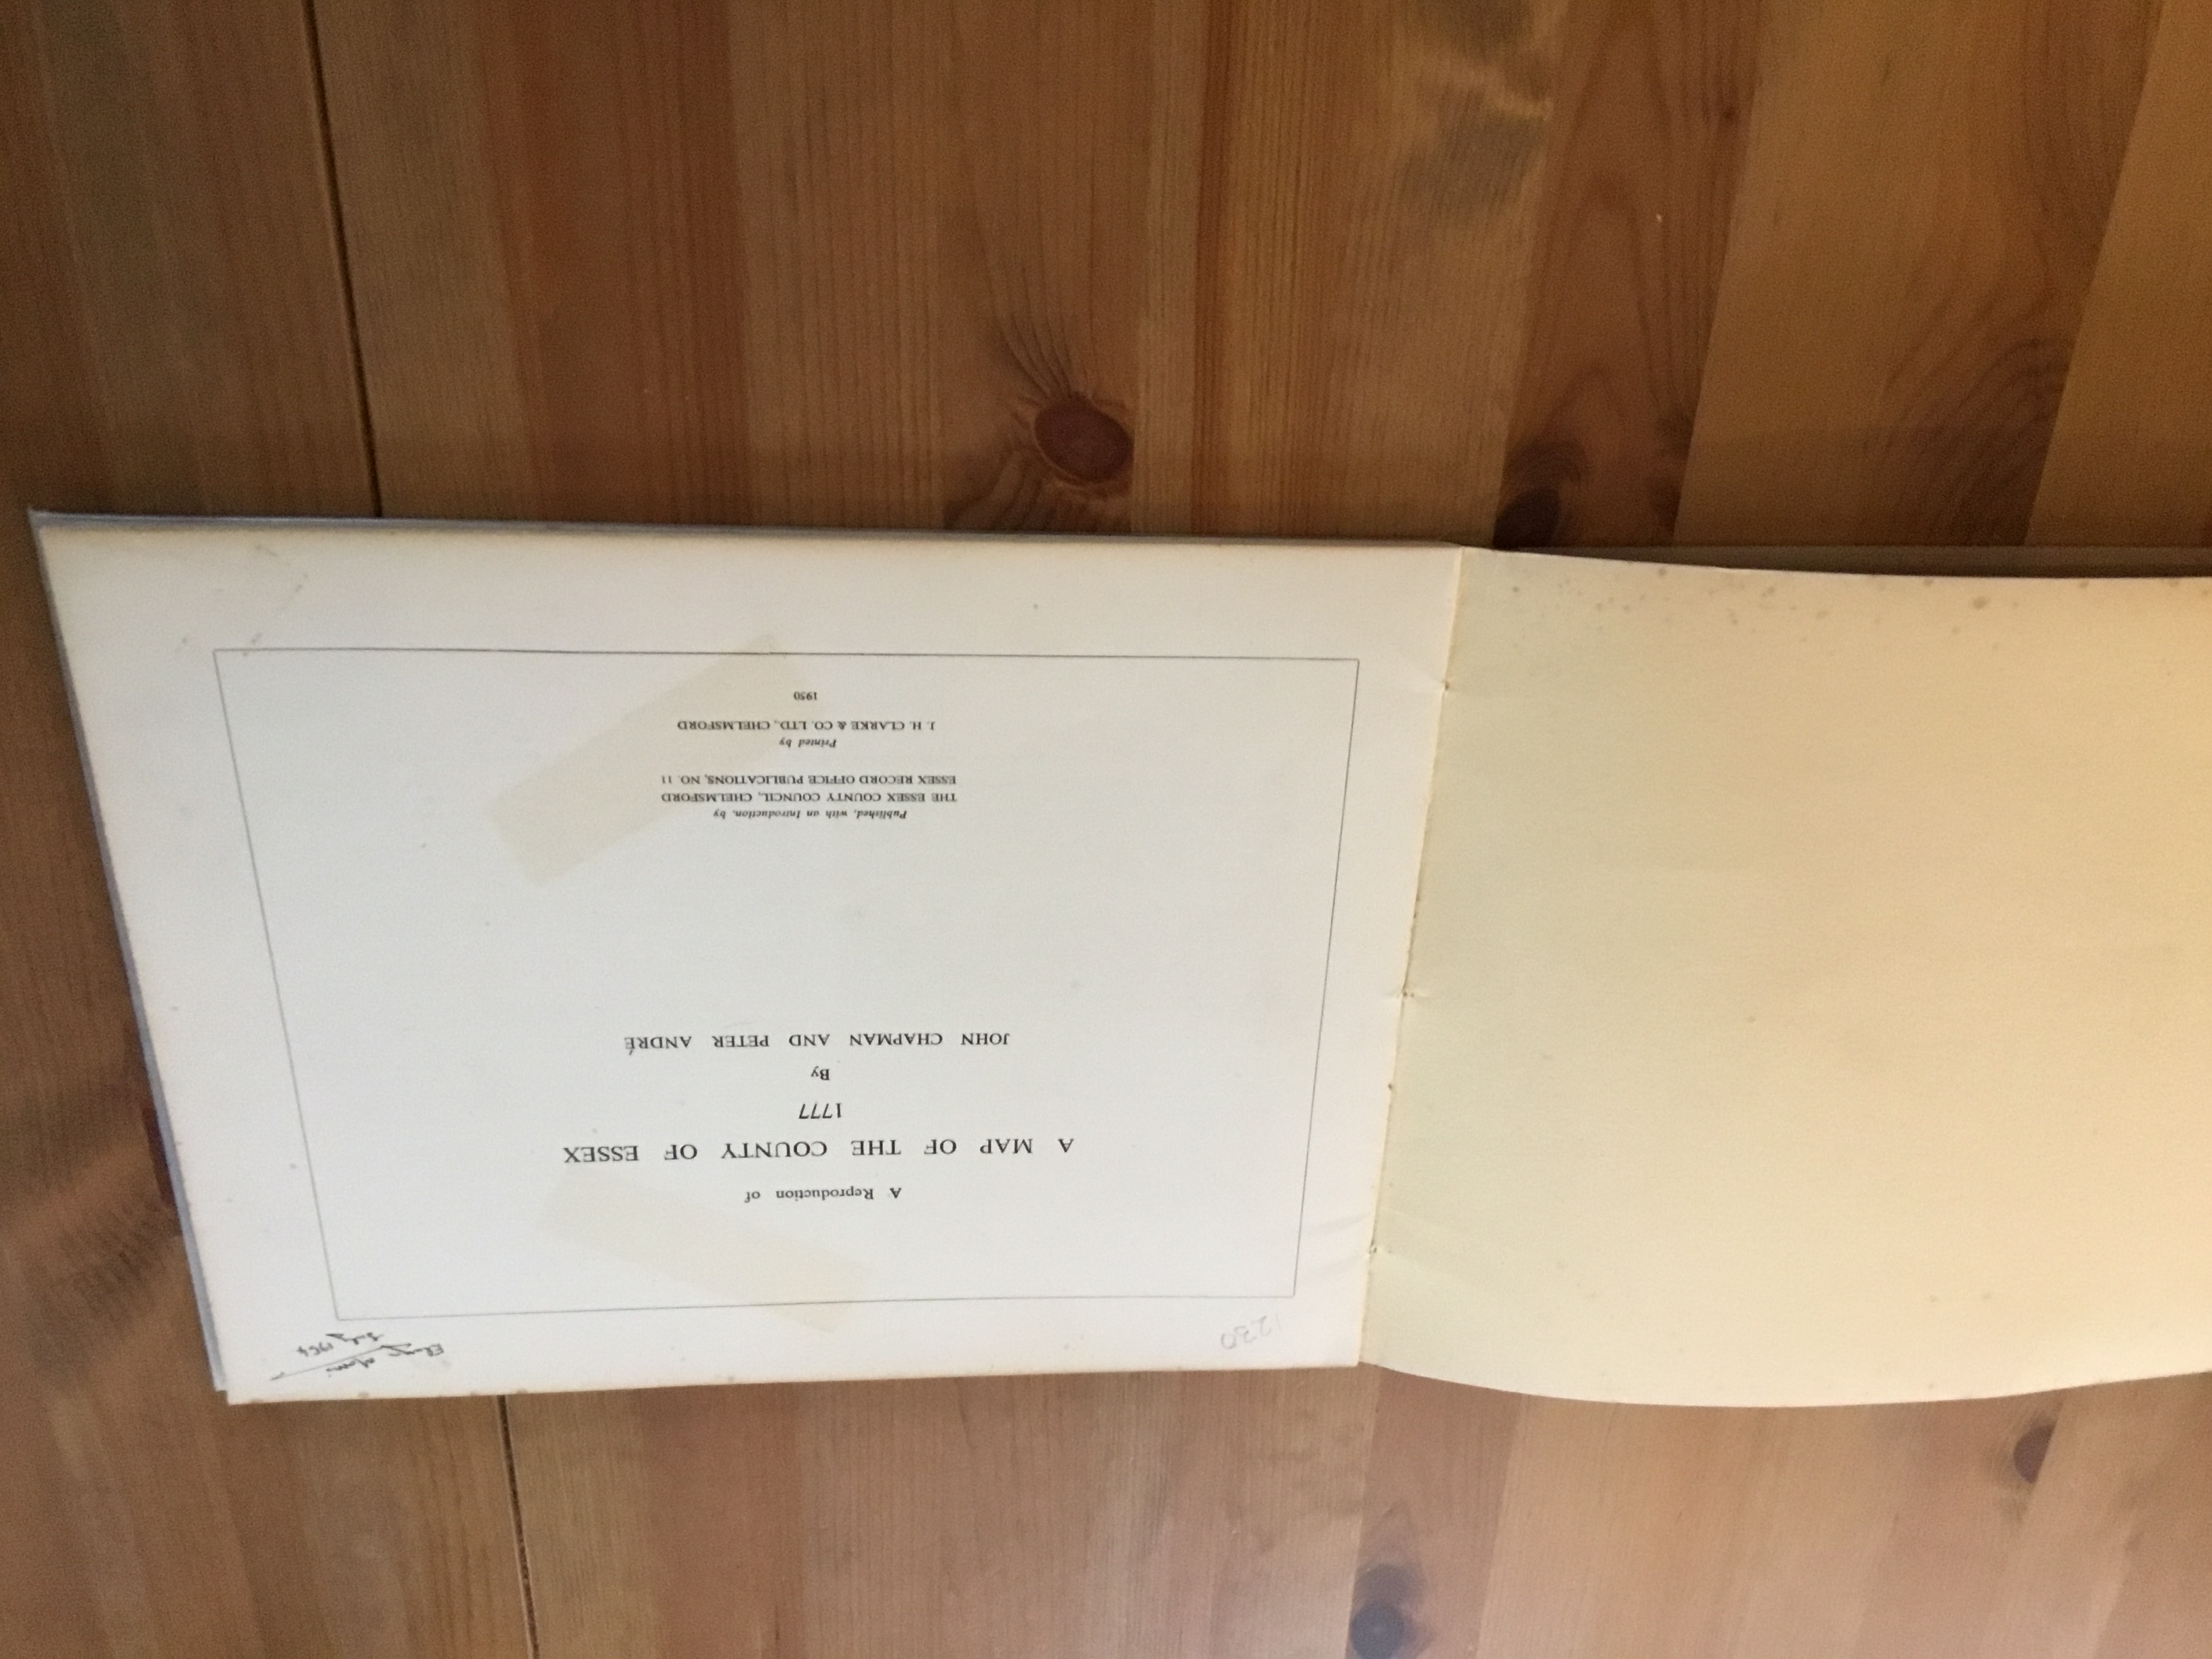 1230
A Reproduction of
A MAP OF THE COUNTY OF ESSEX
1777
By
JOHN CHAPMAN AND PETER ANDRÉ
Published, with an Introduction, by
THE ESSEX COUNTY COUNCIL, CHELMSFORD
ESSEX RECORD OFFICE PUBLICATIONS, NO. 11
Printed by
J. H. CLARKE & CO. LTD., CHELMSFORD
1950